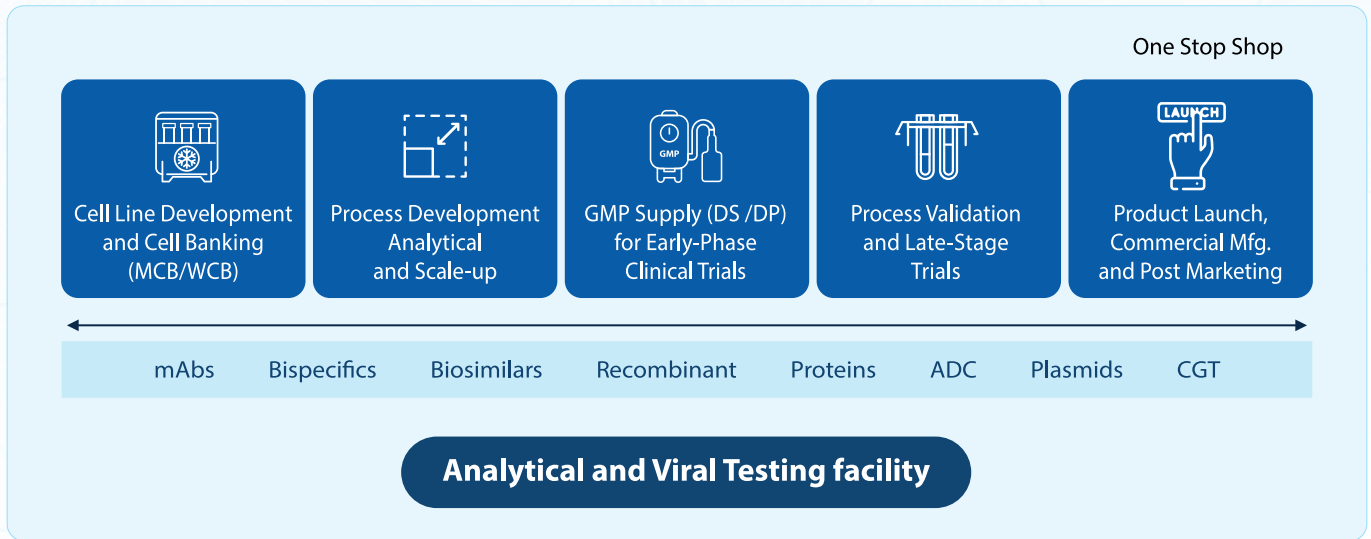 One Stop Shop
Cell Line Development
and Cell Banking
(MCB/WCB)
Process Development
Analytical
and Scale-up
GMP
GMP Supply (DS /DP)
for Early-Phase
Clinical Trials
Process Validation
and Late-Stage
Trials
LAUNCH
Product Launch,
Commercial Mfg.
and Post Marketing
mAbs Bispecifics Biosimilars Recombinant Proteins ADC Plasmids CGT
Analytical and Viral Testing facility